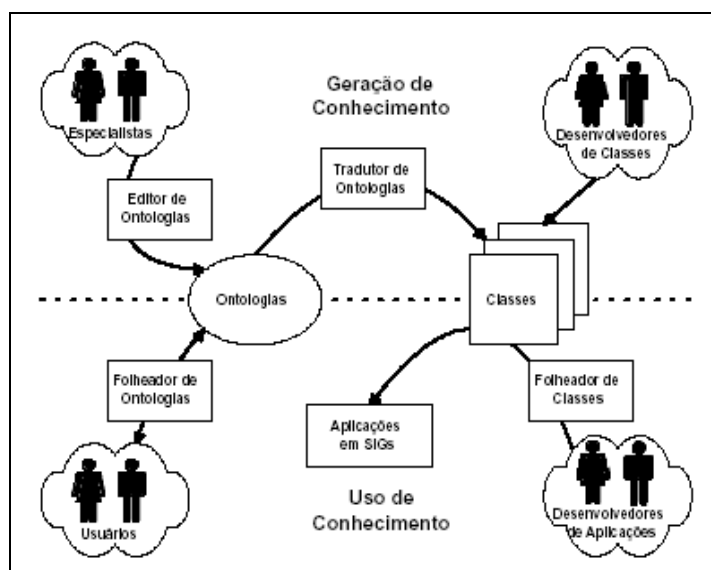 Geração de
Conhecimento
Especialistas
Desenvolvedores
de Classes
Editor de
Ontologias
Tradutor de
Ontologias
Ontologias
Classes
Folheador de
Ontologias
Aplicações
em SIGs
Folheador de
Classes
Usuários
Uso de
Conhecimento
Desenvolvedores
de Aplicações